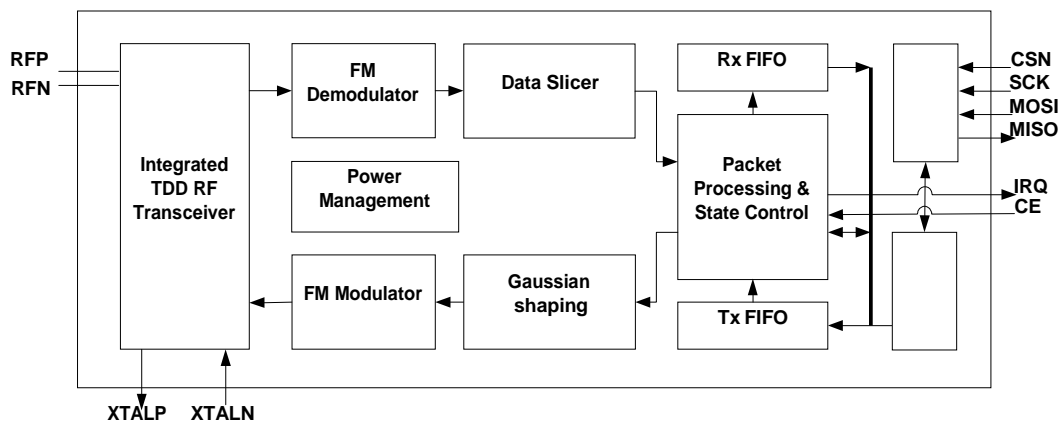 RFP
RFN
Integrated
TDD RF
Transceiver
FM
Demodulator
Data Slicer
Rx FIFO
Power
Management
Packet
Processing &
State Control
FM Modulator
Gaussian
shaping
Tx FIFO
CSN
SCK
MOSI
MISO
IRQ
CE
XTALP
XTALN